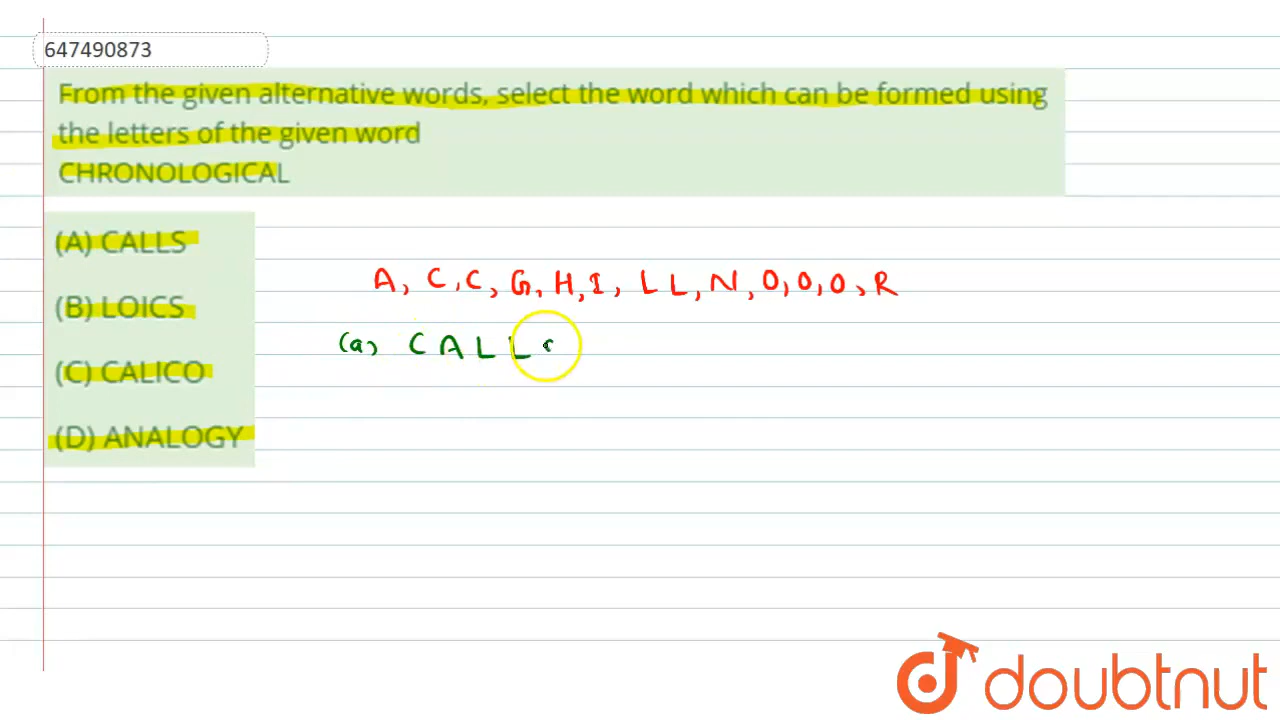 647490873
From the given alternative words, select the word which can be formed using
the letters of the given word
CHRONOLOGICAL
(A) CALLS
(B) LOICS
(C) CALICO
(D) ANALOGY
A, C, C, G, H, I, L L, N, O, O, O, R
(a) C A L L
doubtnut